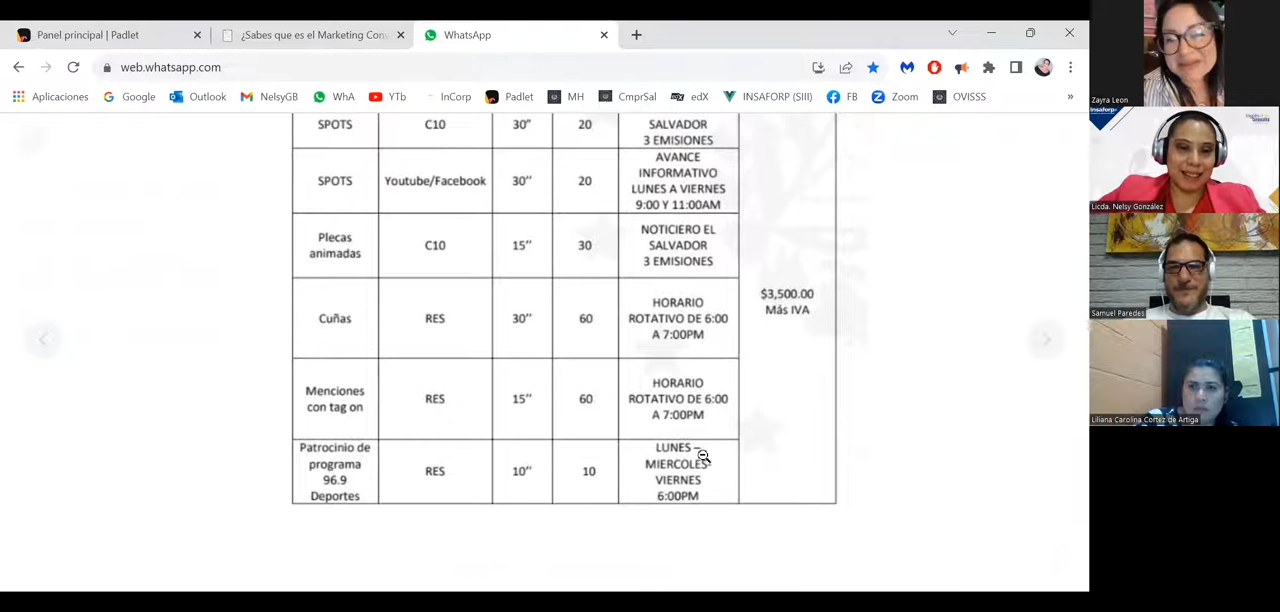 Panel principal | Padlet
¿Sabes que es el Marketing Com
WhatsApp
web.whatsapp.com
Aplicaciones
Google
Outlook
NelsyGB
WhA
YTb
InCorp
Padlet
MH
CmprSal
edX
INSAFORP (SIII)
FB
Zoom
OVISSS
»
SPOTS C10 30" 20 SALVADOR
3 EMISIONES
SPOTS Youtube/Facebook 30" 20 AVANCE
INFORMATIVO
LUNES A VIERNES
9:00 Y 11:00AM
Plecas
animadas
C10 15" 30 NOTICIERO EL
SALVADOR
3 EMISIONES
$3,500.00
Más IVA
Cuñas RES 30" 60 HORARIO
ROTATIVO DE 6:00
A 7:00PM
Menciones
con tag on
RES 15" 60 HORARIO
ROTATIVO DE 6:00
A 7:00PM
Patrocinio de
programa
96.9
Deportes
RES 10" 10 LUNES –
MIERCOLES-
VIERNES
6:00PM
Zayra Leon
Insaforp
Licda. Nelsy González
Samuel Paredes
Liliana Carolina Cortez de Artiga